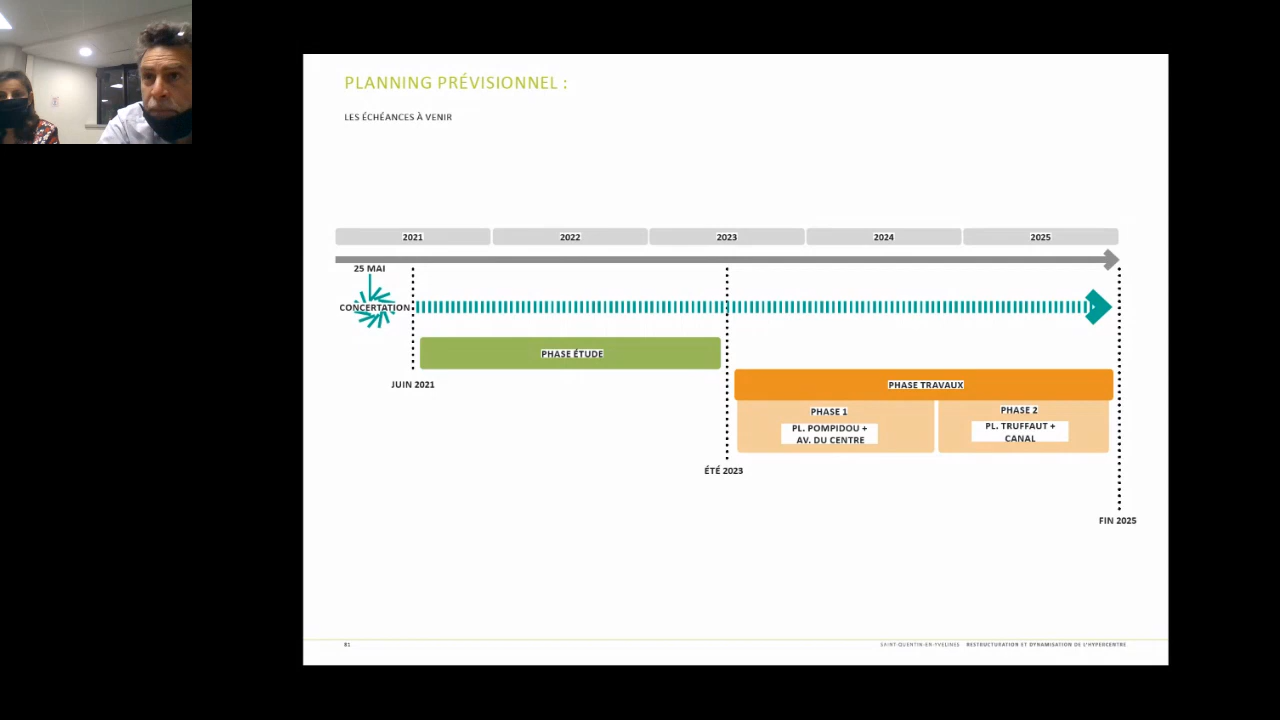 PLANNING PRÉVISIONNEL :
LES ÉCHÉANCES À VENIR
2021
2022
2023
2024
2025
25 MAI
CONCERTATION
PHASE ÉTUDE
JUIN 2021
PHASE TRAVAUX
PHASE 1
PL. POMPIDOU +
AV. DU CENTRE
PHASE 2
PL. TRUFFAUT +
CANAL
ÉTÉ 2023
FIN 2025
81
SAINT-QUENTIN-EN-YVELINES RESTRUCTURATION ET DYNAMISATION DE L'HYPERCENTRE